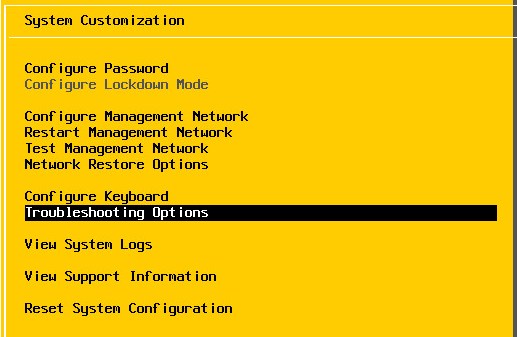 System Customization
Configure Password
Configure Lockdown Mode
Configure Management Network
Restart Management Network
Test Management Network
Network Restore Options
Configure Keyboard
Troubleshooting Options
View System Logs
View Support Information
Reset System Configuration